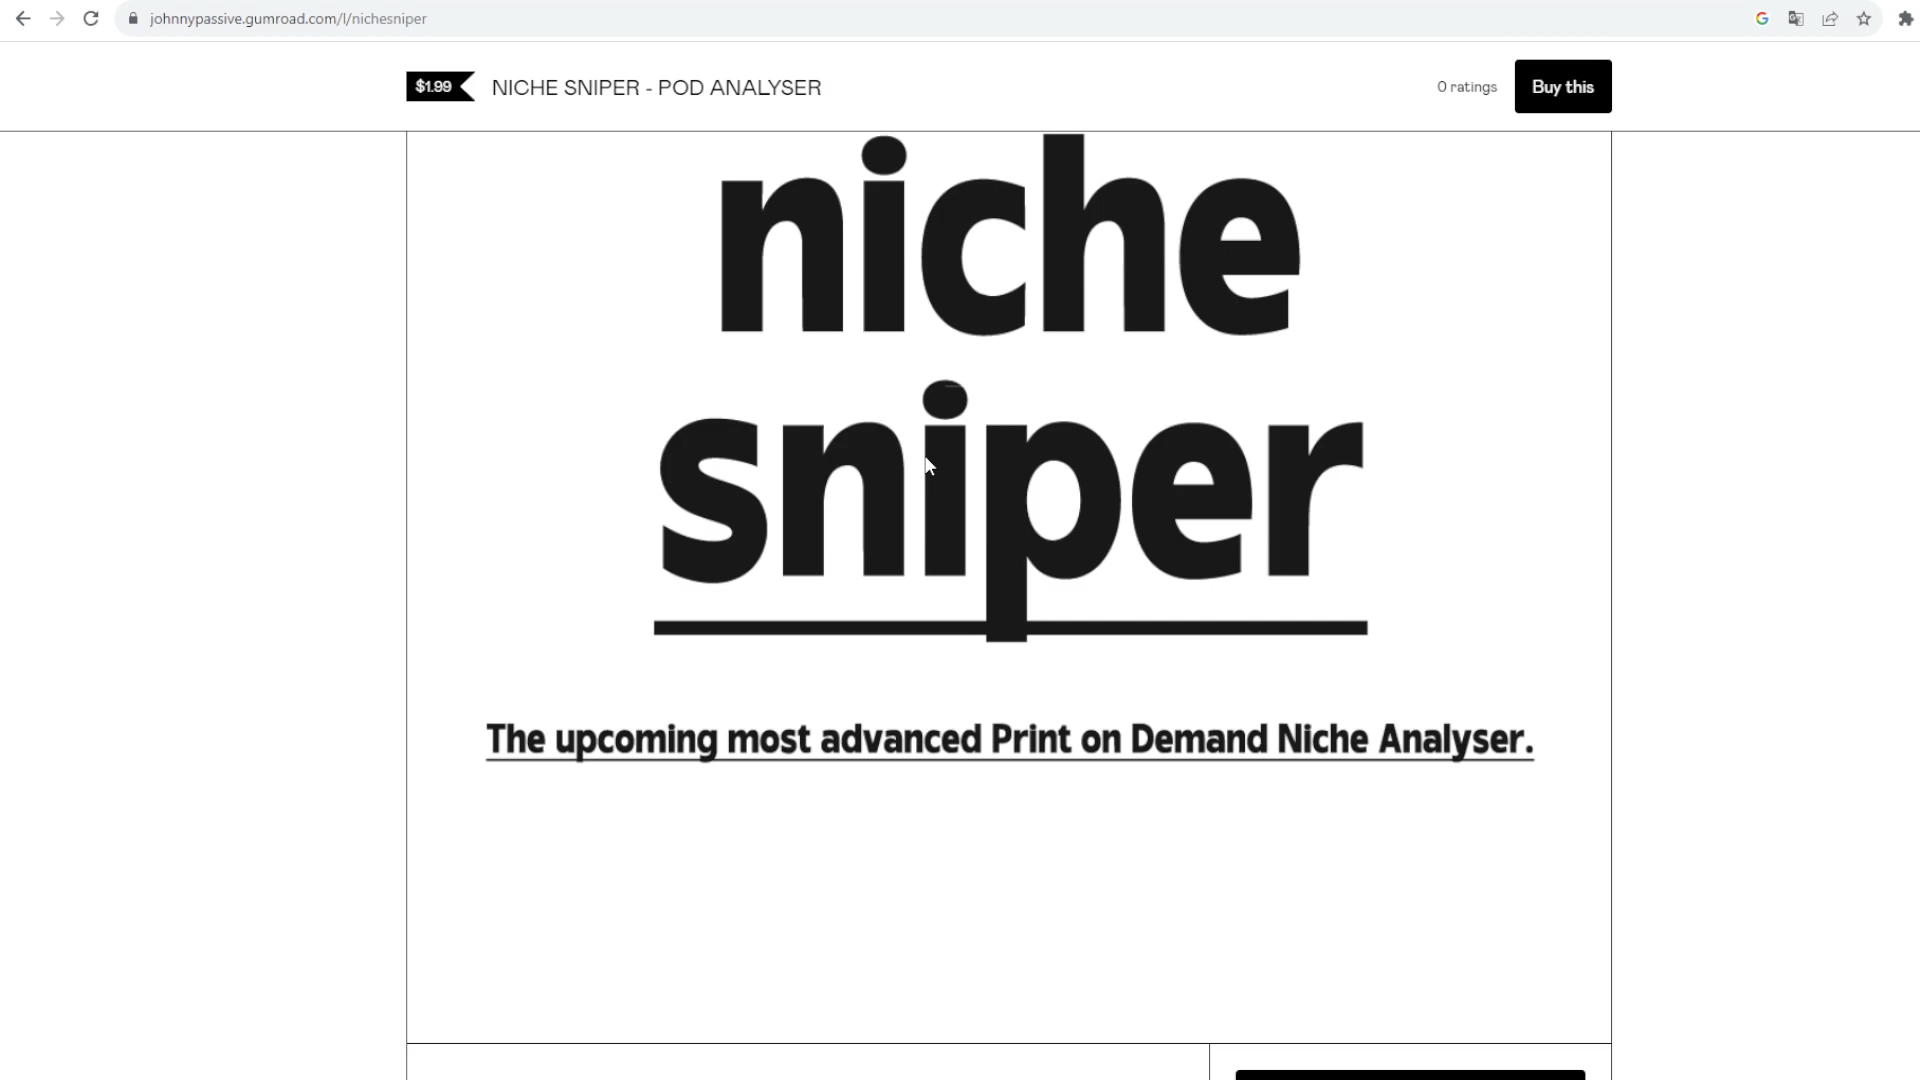 johnnypassive.gumroad.com/l/nichesniper
$1.99
NICHE SNIPER - POD ANALYSER
0 ratings
Buy this
niche
sniper
The upcoming most advanced Print on Demand Niche Analyser.